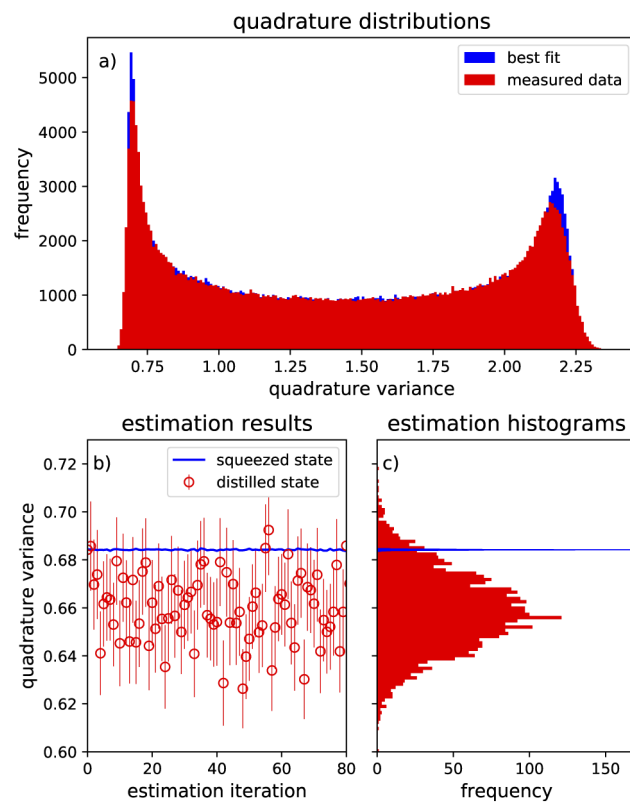 quadrature distributions
a)
best fit
measured data
5000
4000
3000
2000
1000
0
frequency
0.75
1.00
1.25
1.50
1.75
2.00
2.25
quadrature variance
estimation results
estimation histograms
b)
squeezed state
distilled state
c)
0.72
0.70
0.68
0.66
0.64
0.62
0.60
quadrature variance
0
20
40
60
80
0
50
100
150
estimation iteration
frequency